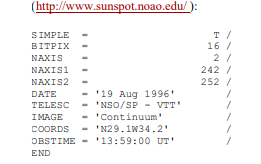 (http://www.sunspot.noao.edu/ ):
SIMPLE = T /
BITPIX = 16 /
NAXIS = 2 /
NAXIS1 = 242 /
NAXIS2 = 252 /
DATE = '19 Aug 1996' /
TELESC = 'NSO/SP - VTT' /
IMAGE = 'Continuum' /
COORDS = 'N29.1W34.2' /
OBSTIME = '13:59:00 UT' /
END